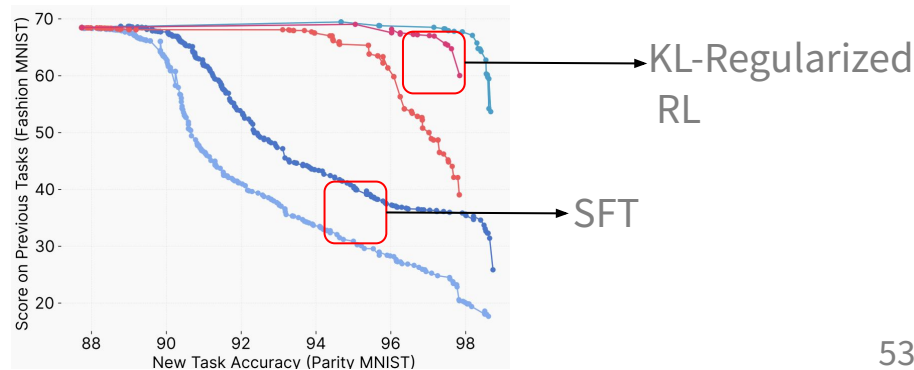 Score on Previous Tasks (Fashion MNIST)
70
60
50
40
30
20
88 90 92 94 96 98
New Task Accuracy (Parity MNIST)
KL-Regularized
RL
SFT
53